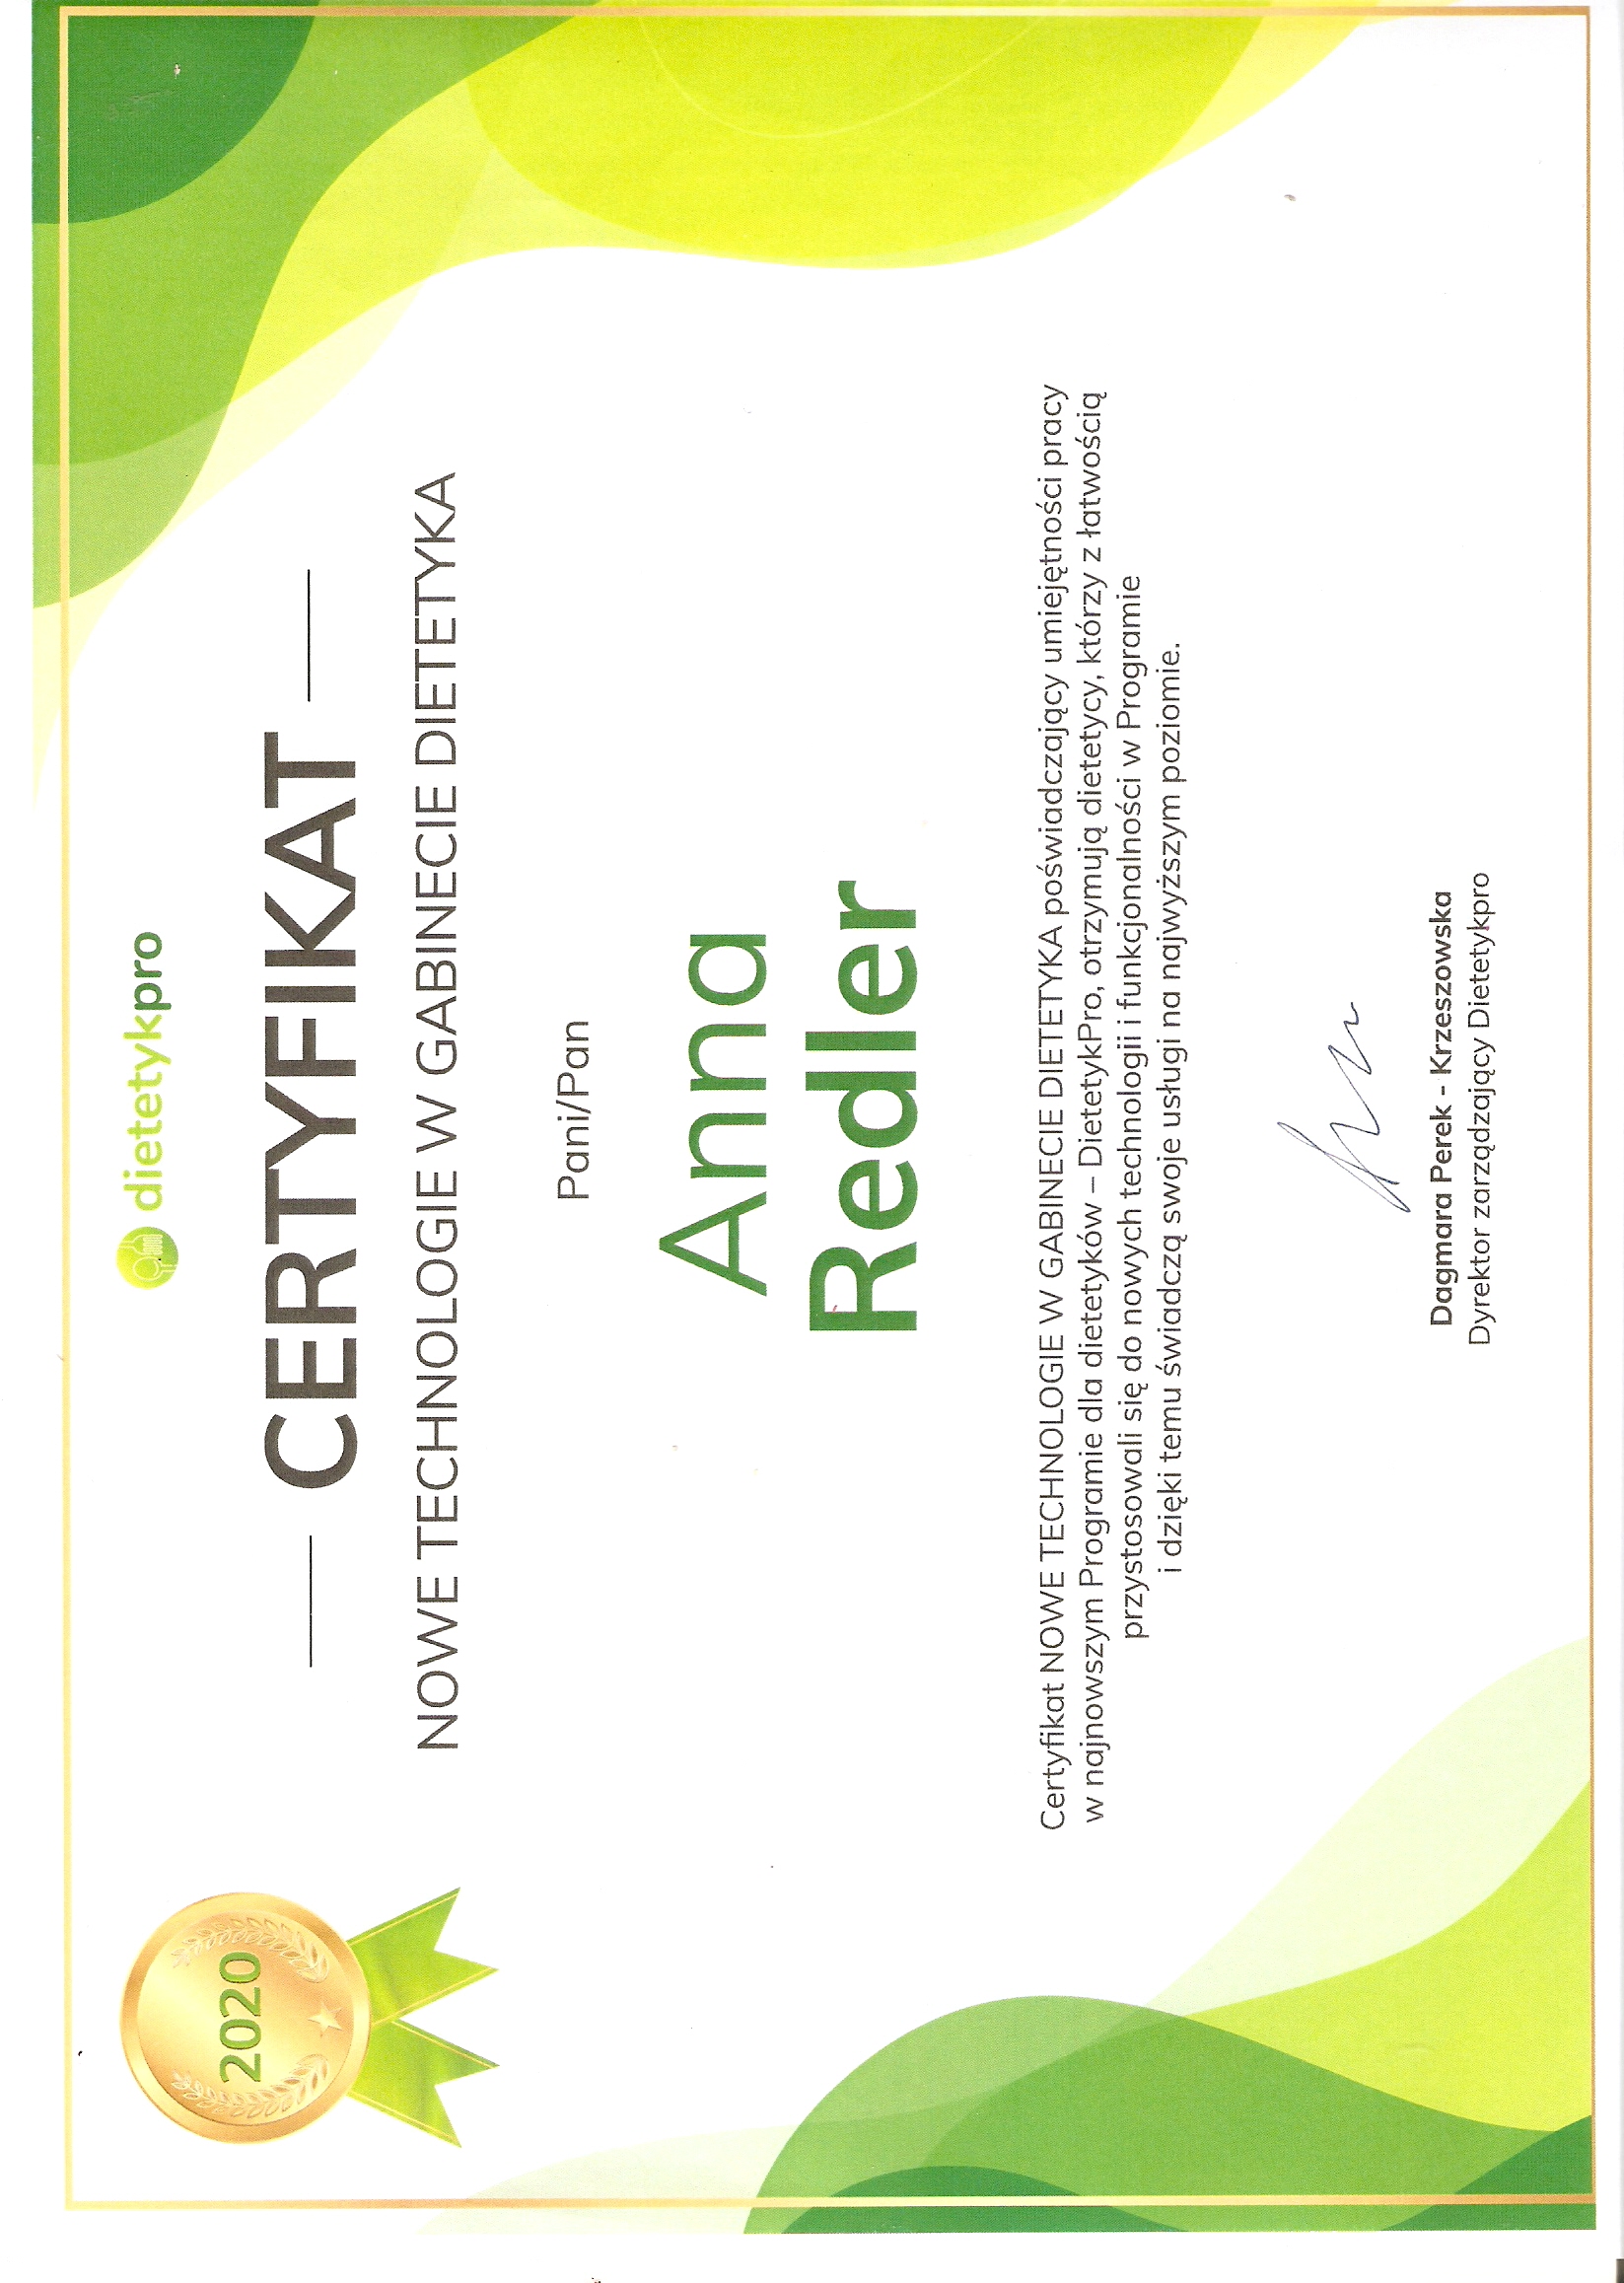 dietetykpro
2020
CERTYFIKAT
NOWE TECHNOLOGIE W GABINECIE DIETETYKA
Pani/Pan
Anna
Redler
Certyfikat NOWE TECHNOLOGIE W GABINECIE DIETETYKA poświadczający umiejętności pracy
w najnowszym Programie dla dietetyków – DietetykPro, otrzymują dietetycy, którzy z łatwością
przystosowali się do nowych technologii i funkcjonalności w Programie
i dzięki temu świadczą swoje usługi na najwyższym poziomie.
Dagmara Perek - Krzeszowska
Dyrektor zarządzający Dietetykpro